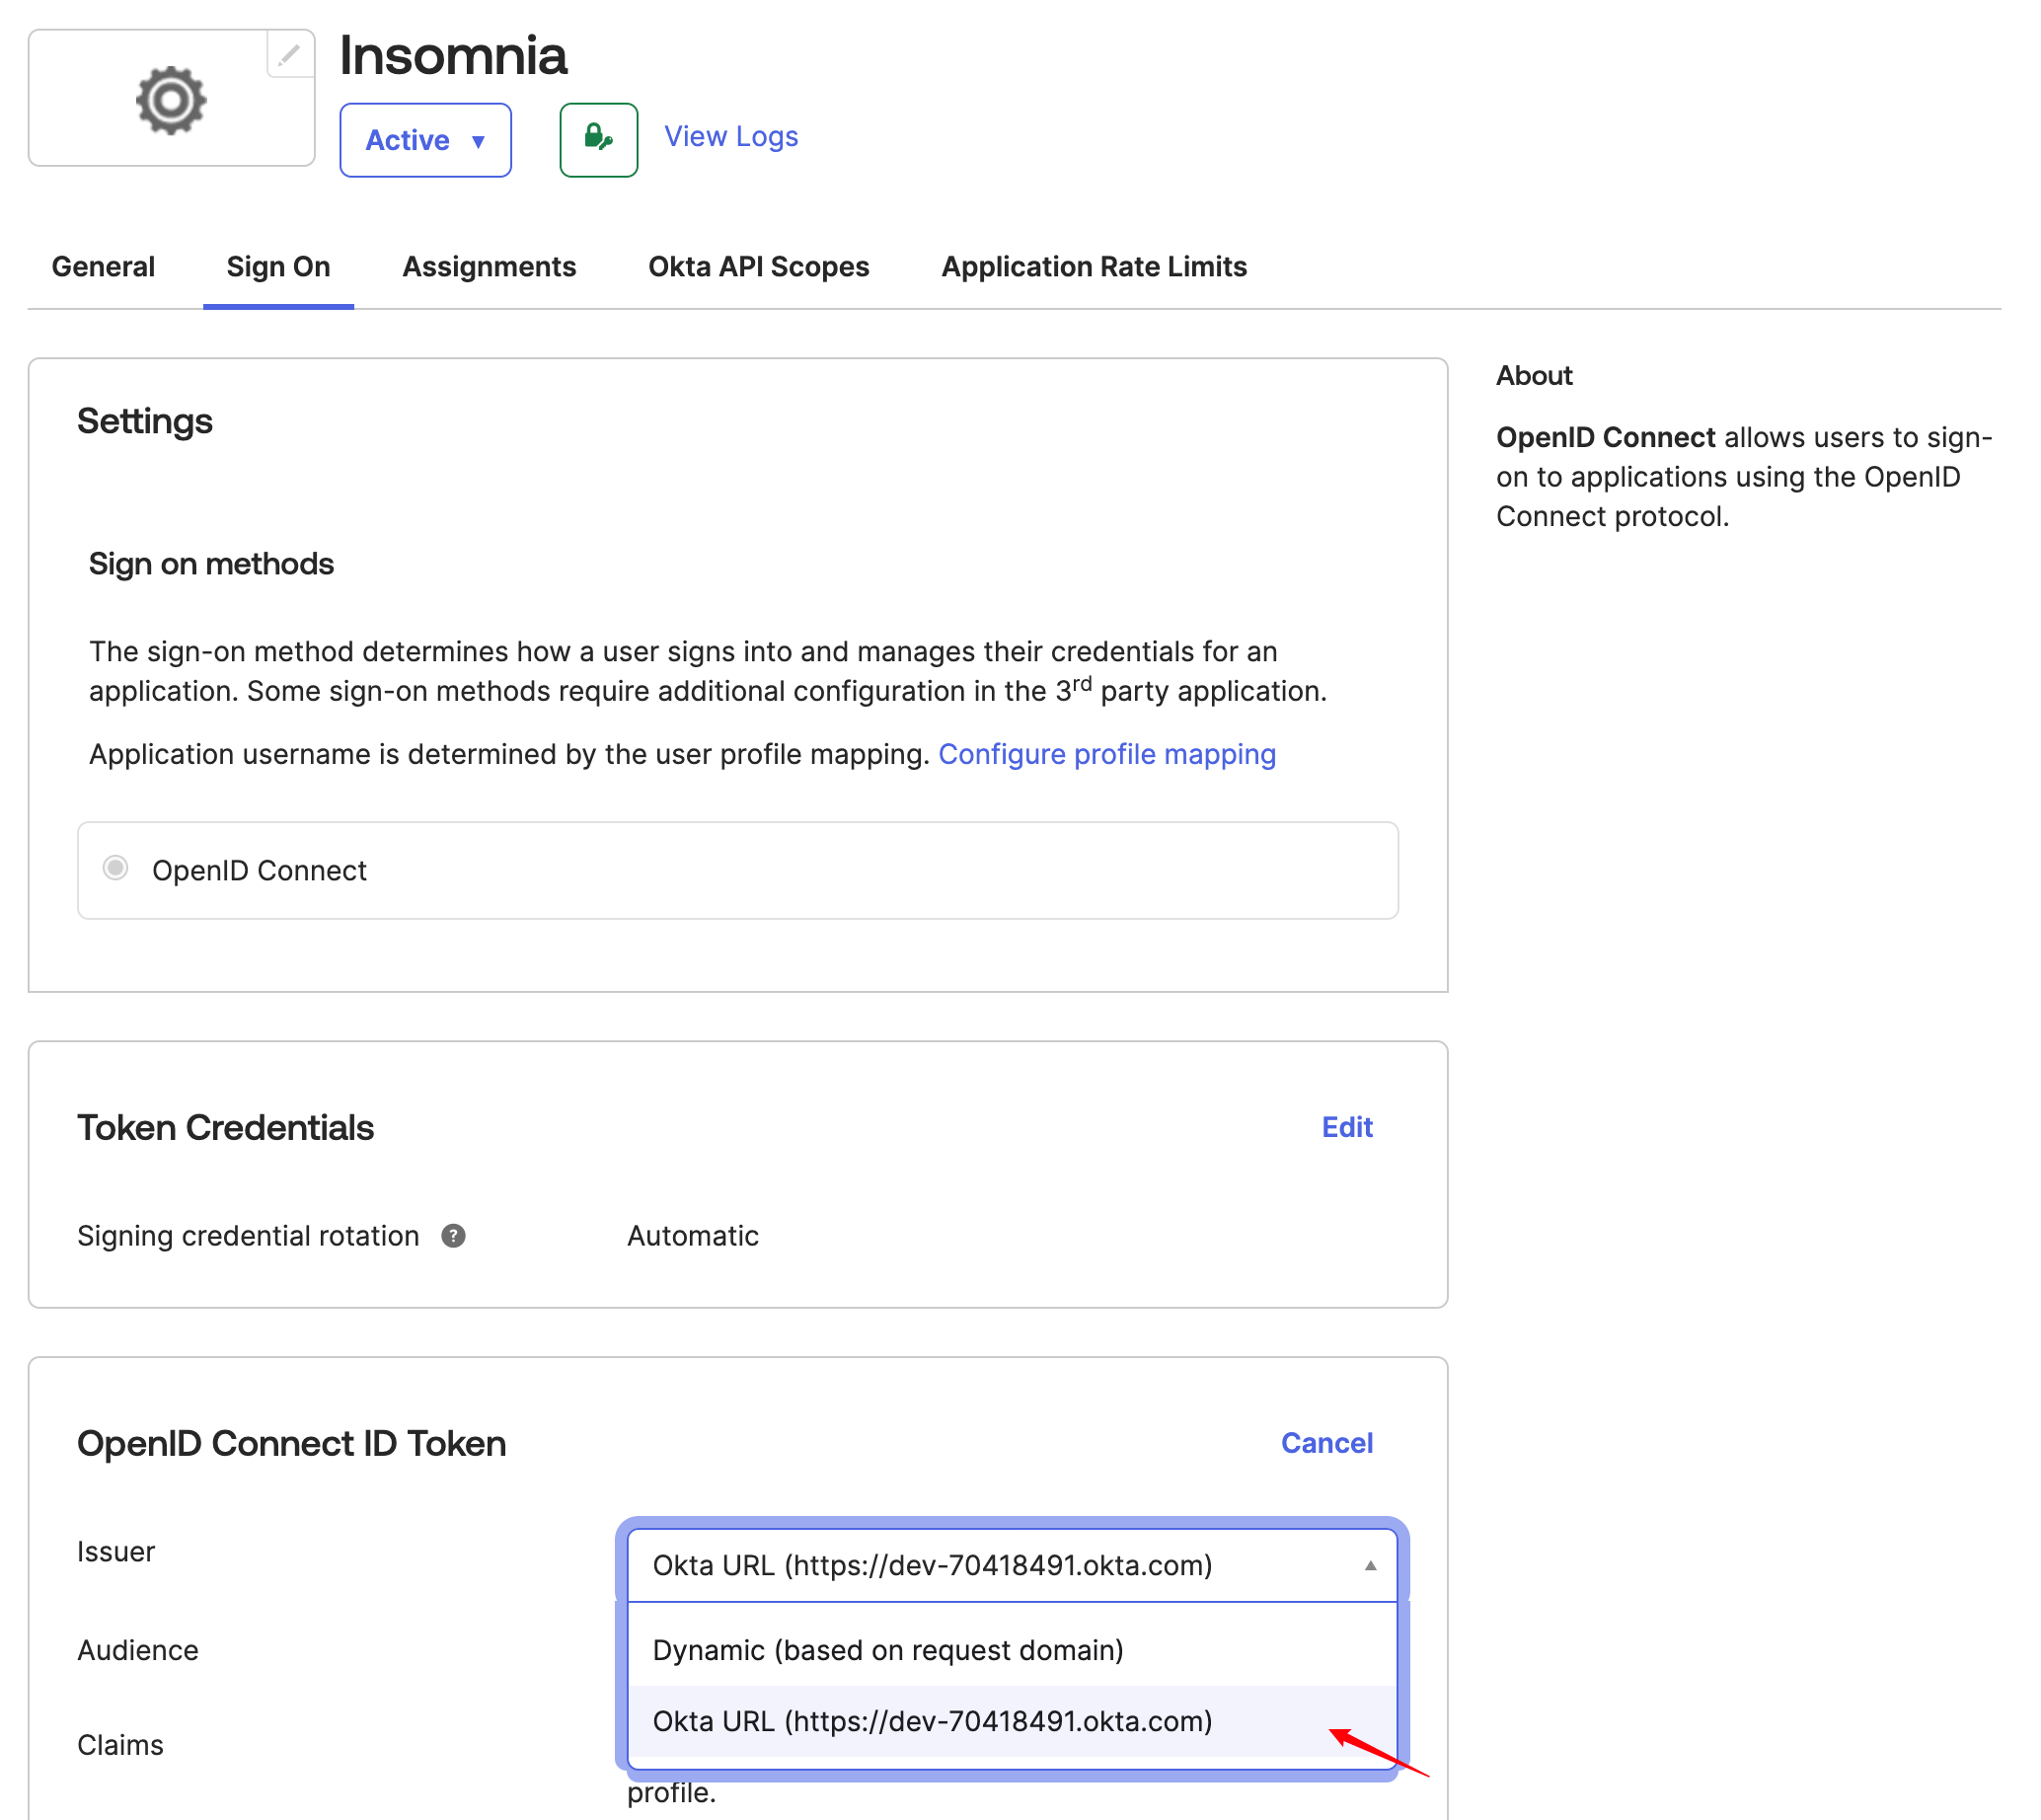 Insomnia
Active
View Logs
General
Sign On
Assignments
Okta API Scopes
Application Rate Limits
Settings
Sign on methods
The sign-on method determines how a user signs into and manages their credentials for an
application. Some sign-on methods require additional configuration in the 3rd party application.
Application username is determined by the user profile mapping. Configure profile mapping
OpenID Connect
About
OpenID Connect allows users to sign-
on to applications using the OpenID
Connect protocol.
Token Credentials
Edit
Signing credential rotation ?
Automatic
OpenID Connect ID Token
Cancel
Issuer
Okta URL (https://dev-70418491.okta.com)
Audience
Dynamic (based on request domain)
Okta URL (https://dev-70418491.okta.com)
Claims
profile.